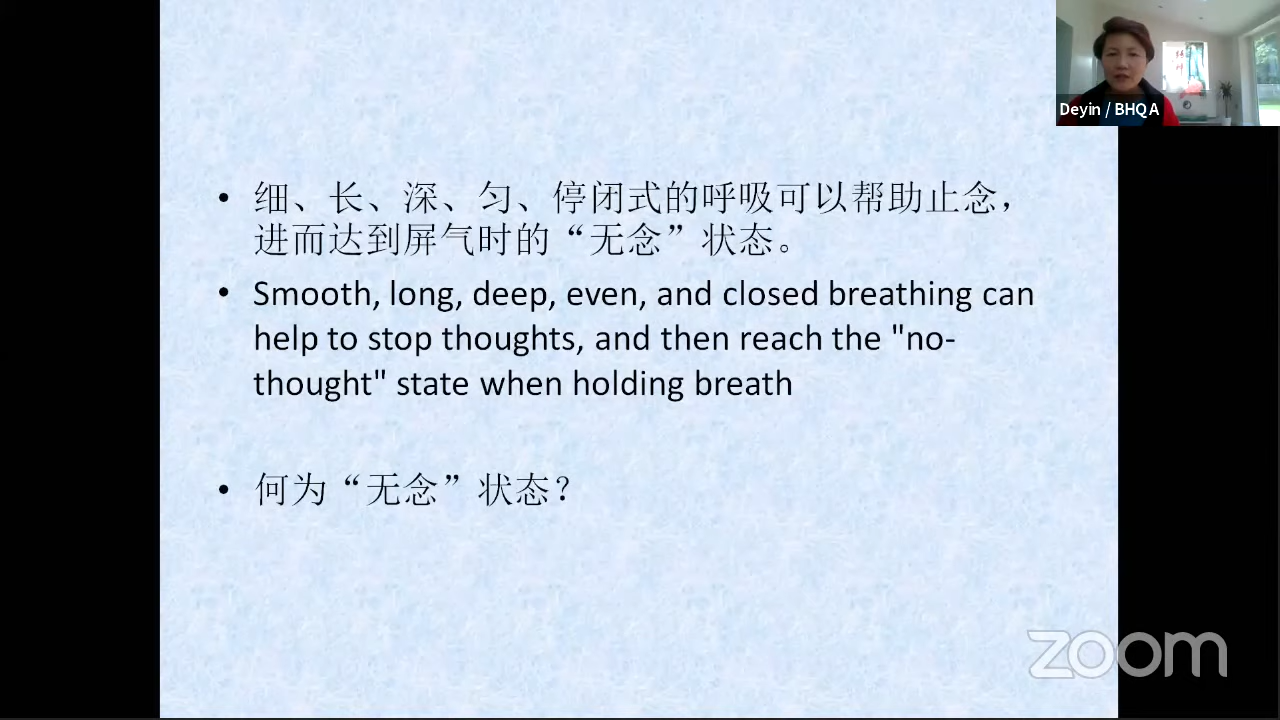 Deyin / BHQA
• 细、长、深、匀、停闭式的呼吸可以帮助止念，
进而达到屏气时的“无念”状态。
• Smooth, long, deep, even, and closed breathing can
help to stop thoughts, and then reach the "no-
thought" state when holding breath
• 何为“无念”状态？
zoom